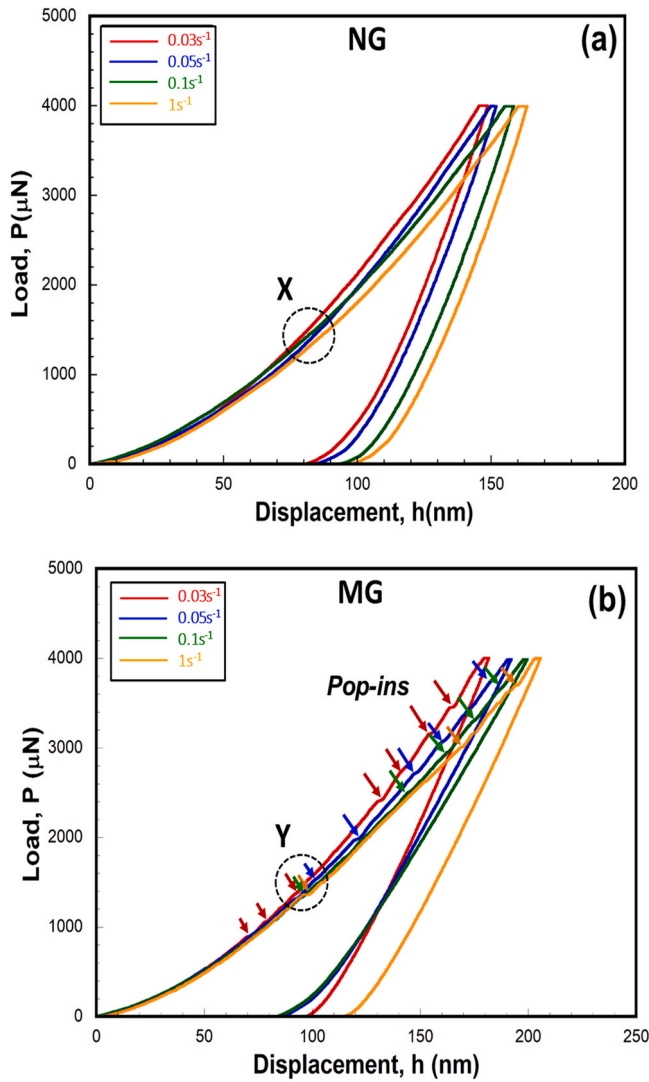 5000
4000
3000
2000
1000
0
Load, P(μN)
0.03s⁻¹
0.05s⁻¹
0.1s⁻¹
1s⁻¹
NG
(a)
X
0 50 100 150 200
Displacement, h(nm)
5000
4000
3000
2000
1000
0
Load, P (μN)
0.03s⁻¹
0.05s⁻¹
0.1s⁻¹
1s⁻¹
MG
(b)
Pop-ins
Y
0 50 100 150 200 250
Displacement, h (nm)